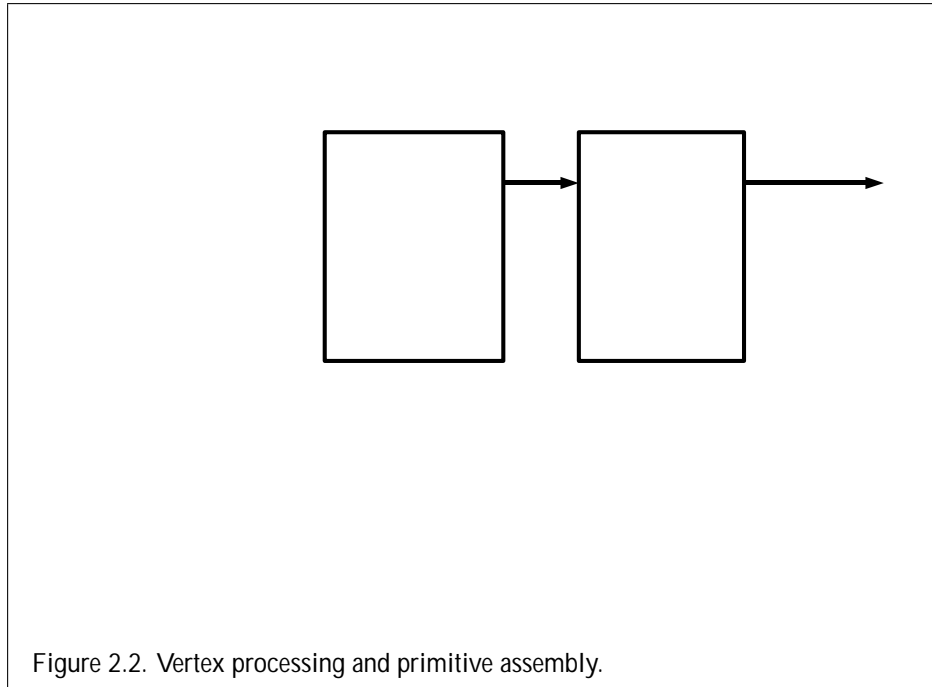 Figure 2.2. Vertex processing and primitive assembly.